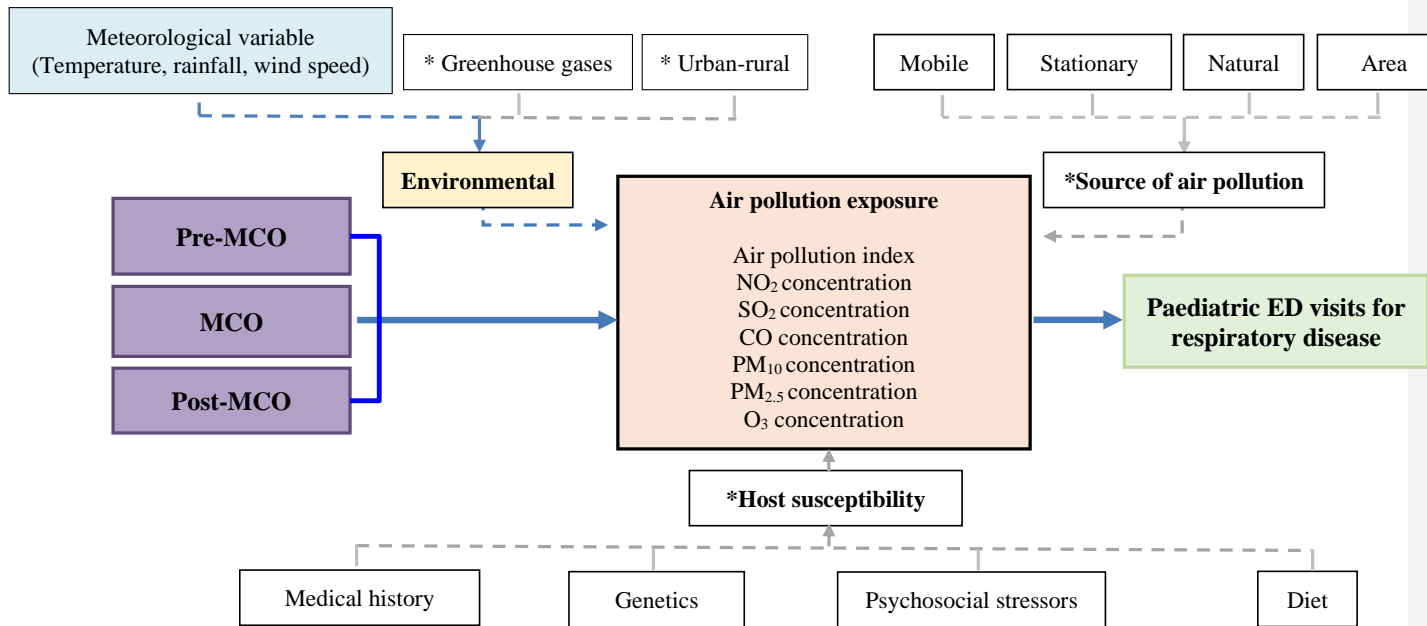 Meteorological variable
(Temperature, rainfall, wind speed)
* Greenhouse gases
* Urban-rural
Mobile
Stationary
Natural
Area
Environmental
*Source of air pollution
Pre-MCO
MCO
Post-MCO
Air pollution exposure
Air pollution index
NO₂ concentration
SO₂ concentration
CO concentration
PM₁₀ concentration
PM₂.₅ concentration
O₃ concentration
Paediatric ED visits for
respiratory disease
*Host susceptibility
Medical history
Genetics
Psychosocial stressors
Diet